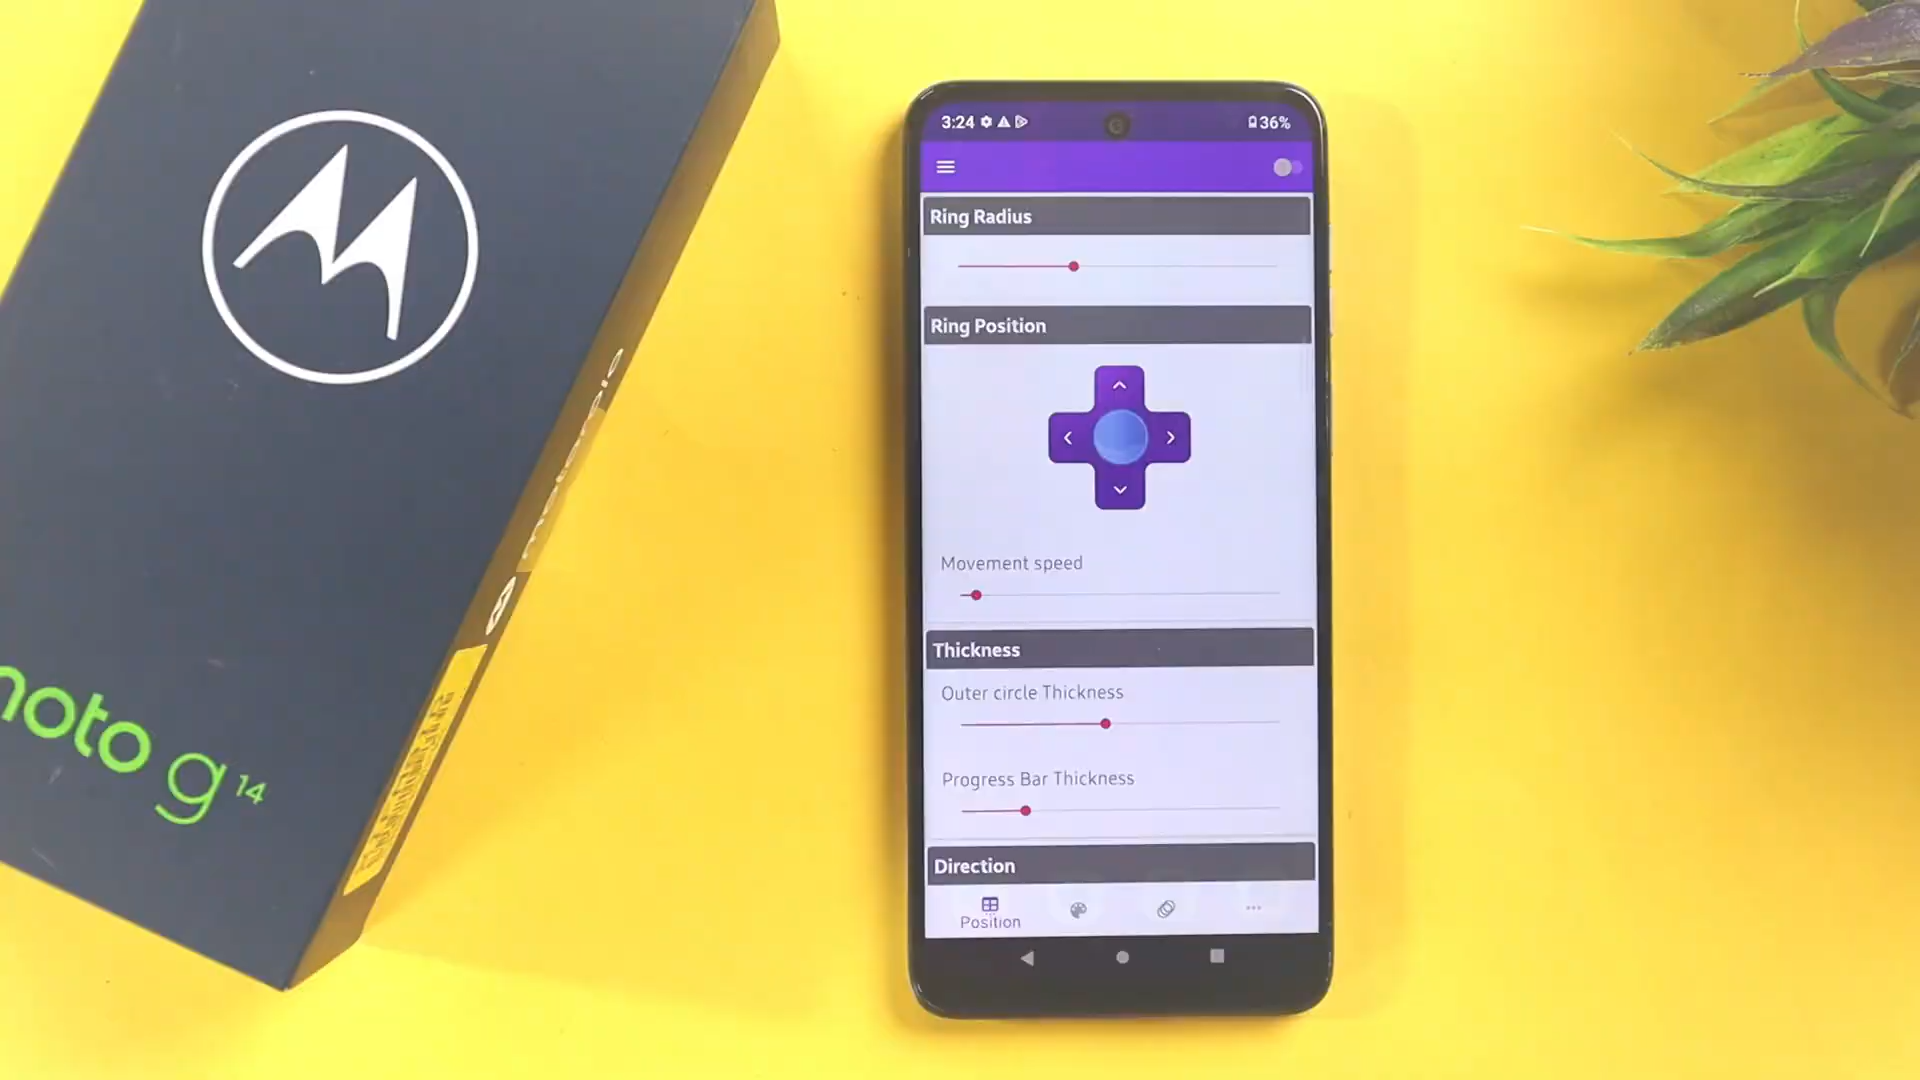 moto g14
3:24
36%
Ring Radius
Ring Position
Movement speed
Thickness
Outer circle Thickness
Progress Bar Thickness
Direction
Position